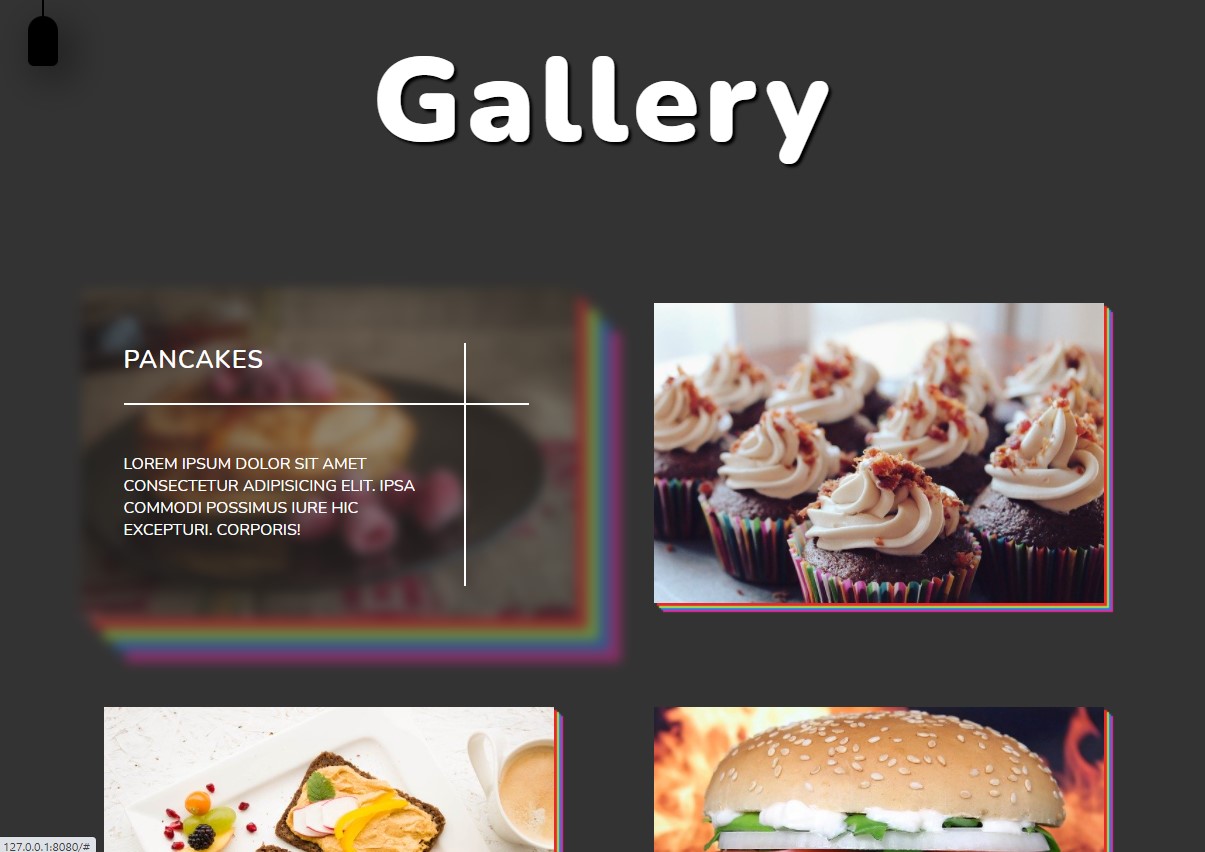 Gallery
PANCAKES
LOREM IPSUM DOLOR SIT AMET
CONSECTETUR ADIPISICING ELIT. IPSA
COMMODI POSSIMUS IURE HIC
EXCEPTURI. CORPORIS!
127.0.0.1:8080/#